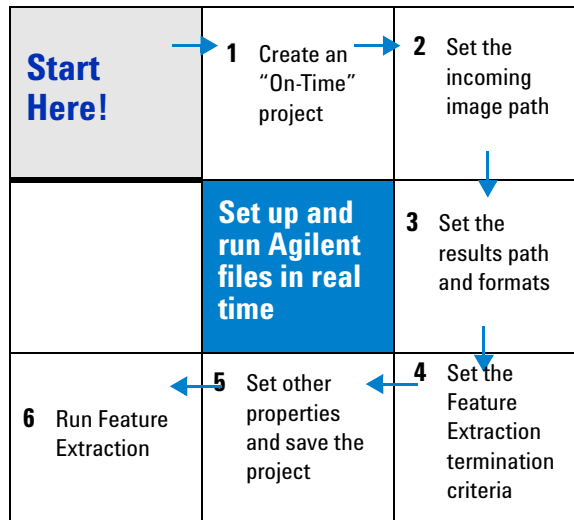 Start
Here!
1 Create an
“On-Time”
project
2 Set the
incoming
image path
Set up and
run Agilent
files in real
time
3 Set the
results path
and formats
4 Set the
Feature
Extraction
termination
criteria
5 Set other
properties
and save the
project
6 Run Feature
Extraction